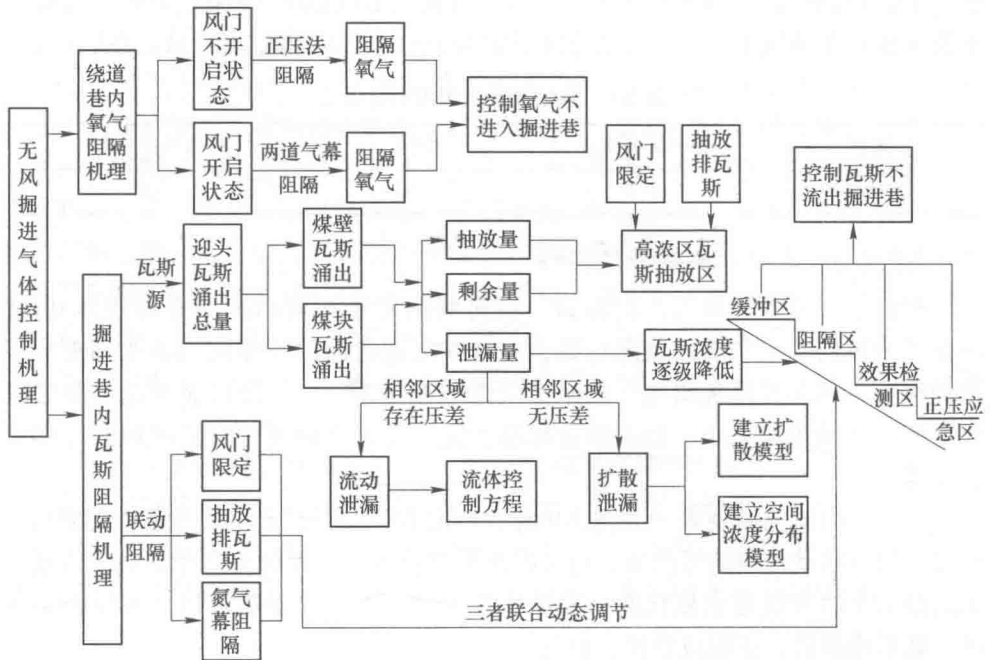 无风掘进气体控制机理
绕道
巷内
氧气
阻隔
机理
风门
不开
启状
态
正压法
阻隔
阻隔
氧气
风门
开启
状态
两道气幕
阻隔
阻隔
氧气
控制氧气不
进入掘进巷
掘进巷内瓦斯阻隔机理
瓦斯
源
迎头
瓦斯
涌出
总量
煤壁
瓦斯
涌出
煤块
瓦斯
涌出
抽放量
剩余量
泄漏量
风门
限定
抽放
排瓦
斯
高浓区瓦
斯抽放区
控制瓦斯不
流出掘进巷
瓦斯浓度
逐级降低
缓冲区
阻隔区
效果检
测区
正压应
急区
相邻区域
存在压差
相邻区域
无压差
流动
泄漏
流体控
制方程
扩散
泄漏
建立扩
散模型
建立空间
浓度分布
模型
联动
阻隔
风门
限定
抽放
排瓦
斯
氮气
幕阻
隔
三者联合动态调节